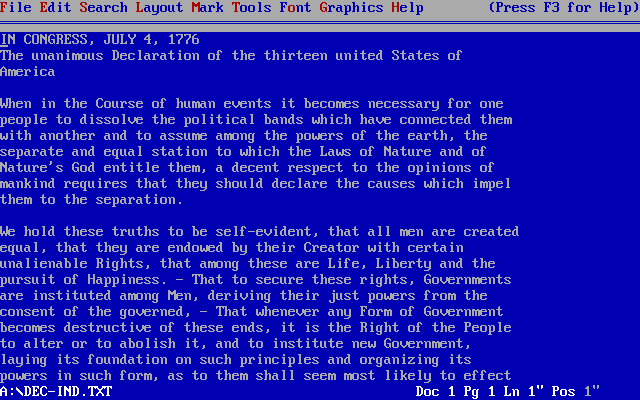 File Edit Search Layout Mark Tools Font Graphics Help (Press F3 for Help)
IN CONGRESS, JULY 4, 1776
The unanimous Declaration of the thirteen united States of
America
When in the Course of human events it becomes necessary for one
people to dissolve the political bands which have connected them
with another and to assume among the powers of the earth, the
separate and equal station to which the Laws of Nature and of
Nature's God entitle them, a decent respect to the opinions of
mankind requires that they should declare the causes which impel
them to the separation.
We hold these truths to be self-evident, that all men are created
equal, that they are endowed by their Creator with certain
unalienable Rights, that among these are Life, Liberty and the
pursuit of Happiness. — That to secure these rights, Governments
are instituted among Men, deriving their just powers from the
consent of the governed, — That whenever any Form of Government
becomes destructive of these ends, it is the Right of the People
to alter or to abolish it, and to institute new Government,
laying its foundation on such principles and organizing its
powers in such form, as to them shall seem most likely to effect
A:\DEC-IND.TXT Doc 1 Pg 1 Ln 1" Pos 1"